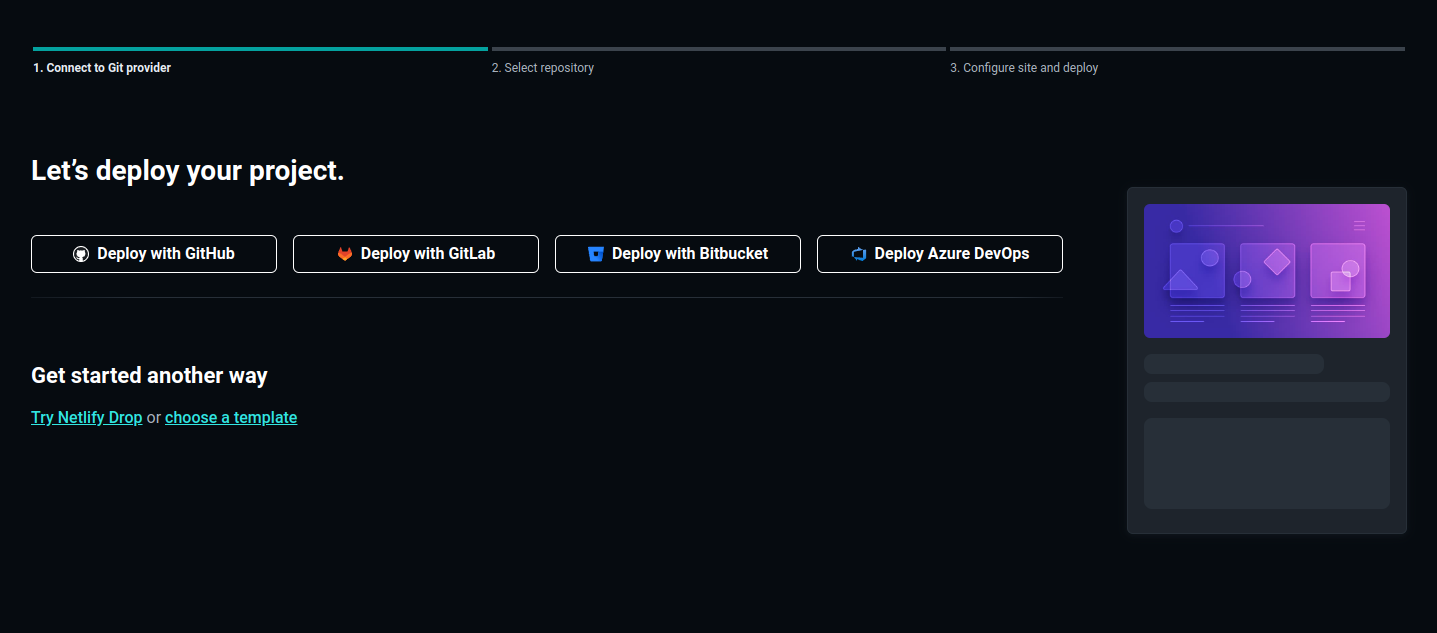 1. Connect to Git provider
2. Select repository
3. Configure site and deploy
Let’s deploy your project.
Deploy with GitHub
Deploy with GitLab
Deploy with Bitbucket
Deploy Azure DevOps
Get started another way
Try Netlify Drop or choose a template